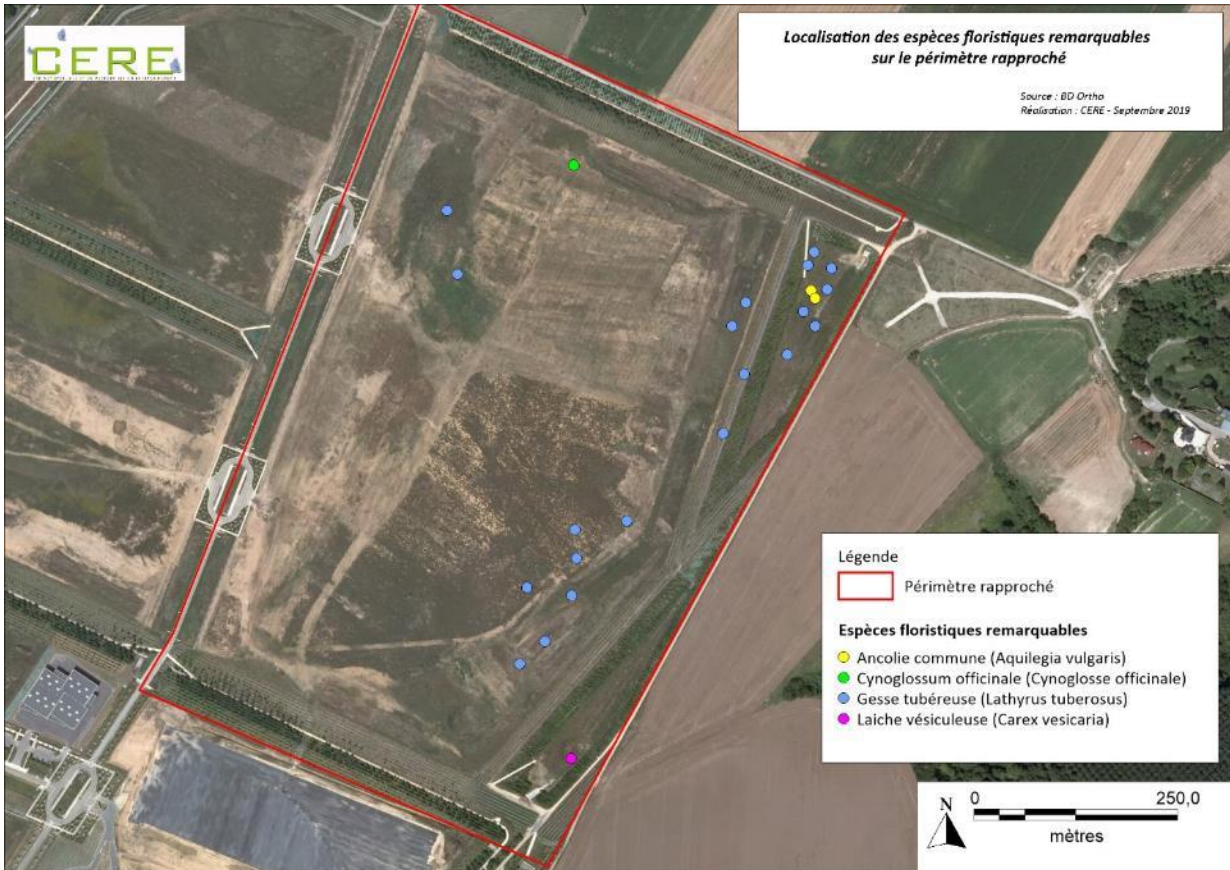 CERE
Localisation des espèces floristiques remarquables
sur le périmètre rapproché
Source : BD Ortho
Réalisation : CERE - Septembre 2019
Légende
Périmètre rapproché
Espèces floristiques remarquables
Ancolie commune (Aquilegia vulgaris)
Cynoglossum officinale (Cynoglosse officinale)
Gesse tubéreuse (Lathyrus tuberosus)
Laiche vésiculeuse (Carex vesicaria)
N
0 250,0
mètres